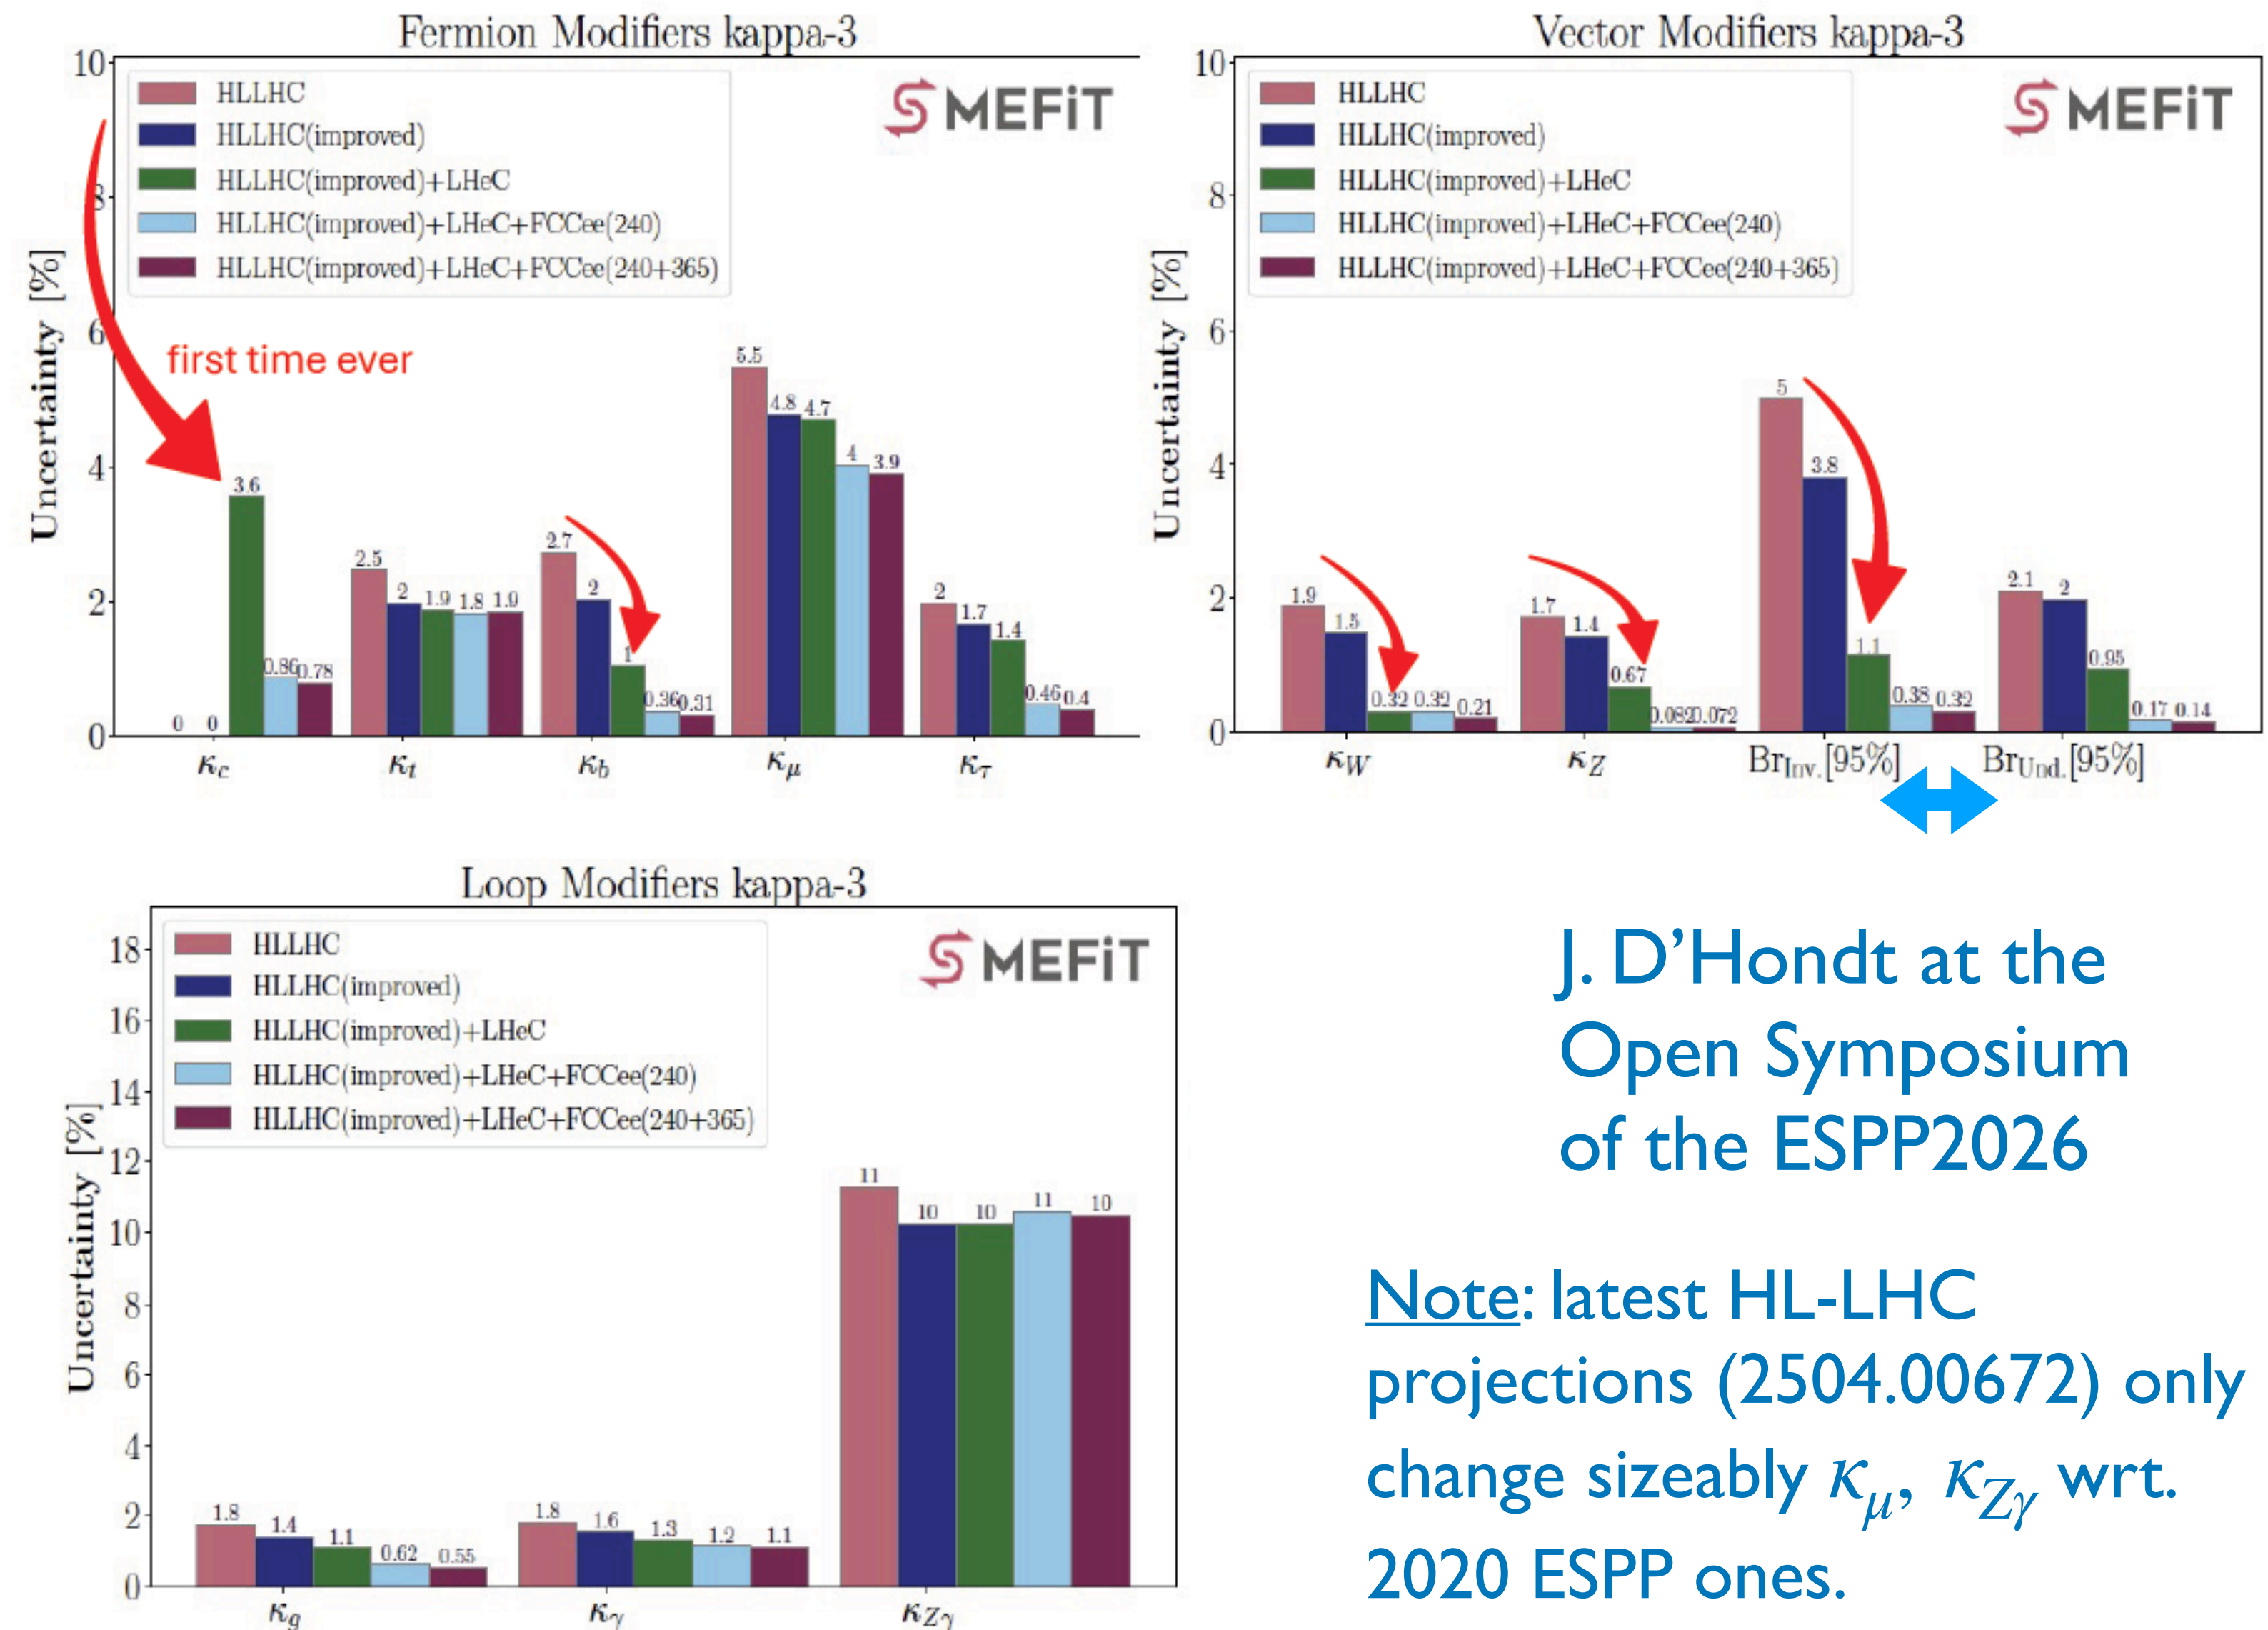 Fermion Modifiers kappa-3
10
8
6
4
2
0
Uncertainty [%]
HLLHC
HLLHC(improved)
HLLHC(improved)+LHeC
HLLHC(improved)+LHeC+FCCee(240)
HLLHC(improved)+LHeC+FCCee(240+365)
SMEFiT
first time ever
0 0 3.6 0.86 0.78
2.5 2 1.9 1.8 1.9
2.7 2 1 0.36 0.31
5.5 4.8 4.7 4 3.9
2 1.7 1.4 0.46 0.4
κc κt κb κμ κτ
Vector Modifiers kappa-3
10
8
6
4
2
0
Uncertainty [%]
HLLHC
HLLHC(improved)
HLLHC(improved)+LHeC
HLLHC(improved)+LHeC+FCCee(240)
HLLHC(improved)+LHeC+FCCee(240+365)
SMEFiT
1.9 1.5 0.32 0.32 0.21
1.7 1.4 0.67 0.082 0.072
5 3.8 1.1 0.38 0.32
2.1 2 0.95 0.17 0.14
κW κZ BrInv.[95%] BrUnd.[95%]
Loop Modifiers kappa-3
18
16
14
12
10
8
6
4
2
0
Uncertainty [%]
HLLHC
HLLHC(improved)
HLLHC(improved)+LHeC
HLLHC(improved)+LHeC+FCCee(240)
HLLHC(improved)+LHeC+FCCee(240+365)
SMEFiT
1.8 1.4 1.1 0.62 0.55
1.8 1.6 1.3 1.2 1.1
11 10 10 11 10
κg κγ κZγ
J. D’Hondt at the
Open Symposium
of the ESPP2026
Note: latest HL-LHC
projections (2504.00672) only
change sizeably κμ, κZγ wrt.
2020 ESPP ones.